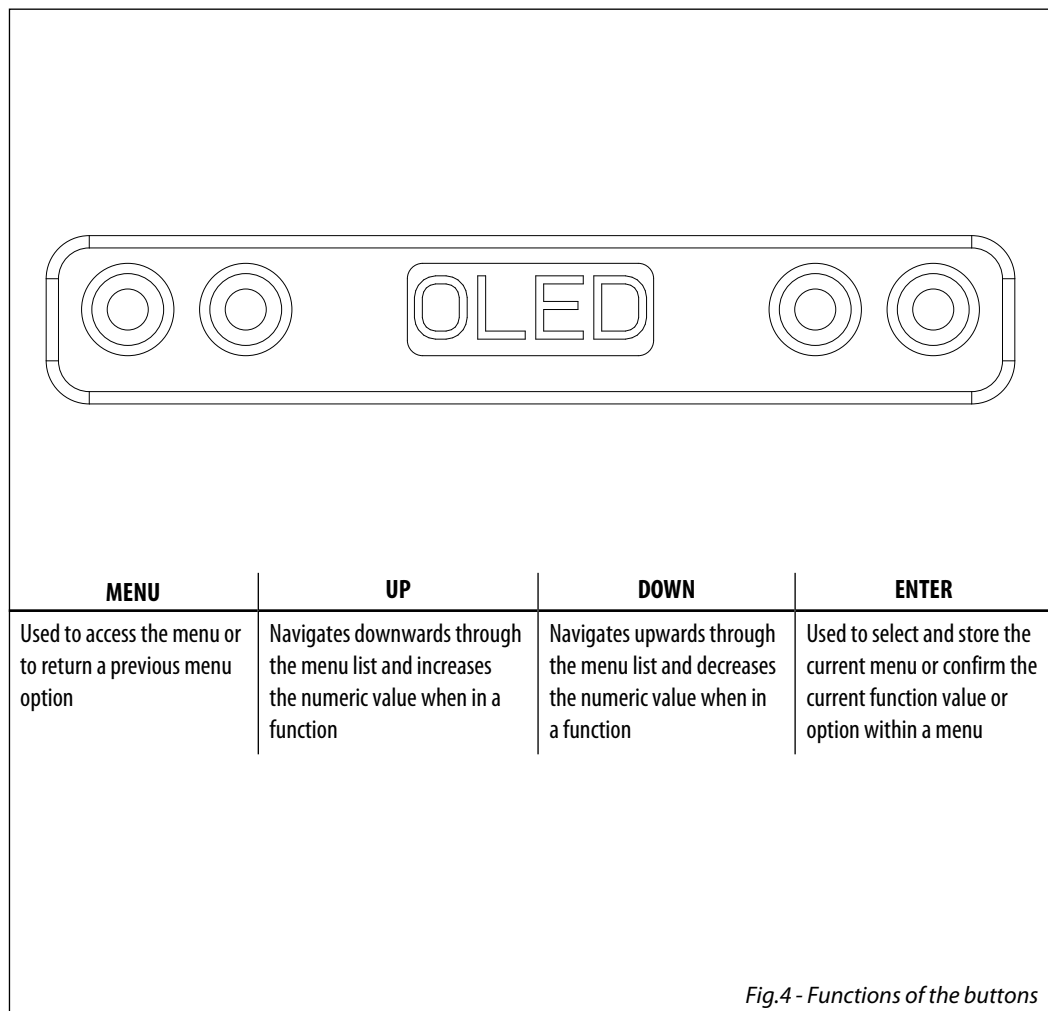 OLED
MENU UP DOWN ENTER
Used to access the menu or
to return a previous menu
option
Navigates downwards through
the menu list and increases
the numeric value when in a
function
Navigates upwards through
the menu list and decreases
the numeric value when in
a function
Used to select and store the
current menu or confirm the
current function value or
option within a menu
Fig.4 - Functions of the buttons